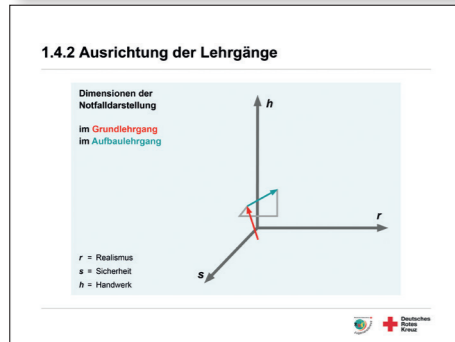 1.4.2 Ausrichtung der Lehrgänge
Dimensionen der
Notfalldarstellung
im Grundlehrgang
im Aufbaulehrgang
h
r
s
r = Realismus
s = Sicherheit
h = Handwerk
Deutsches
Rotes
Kreuz